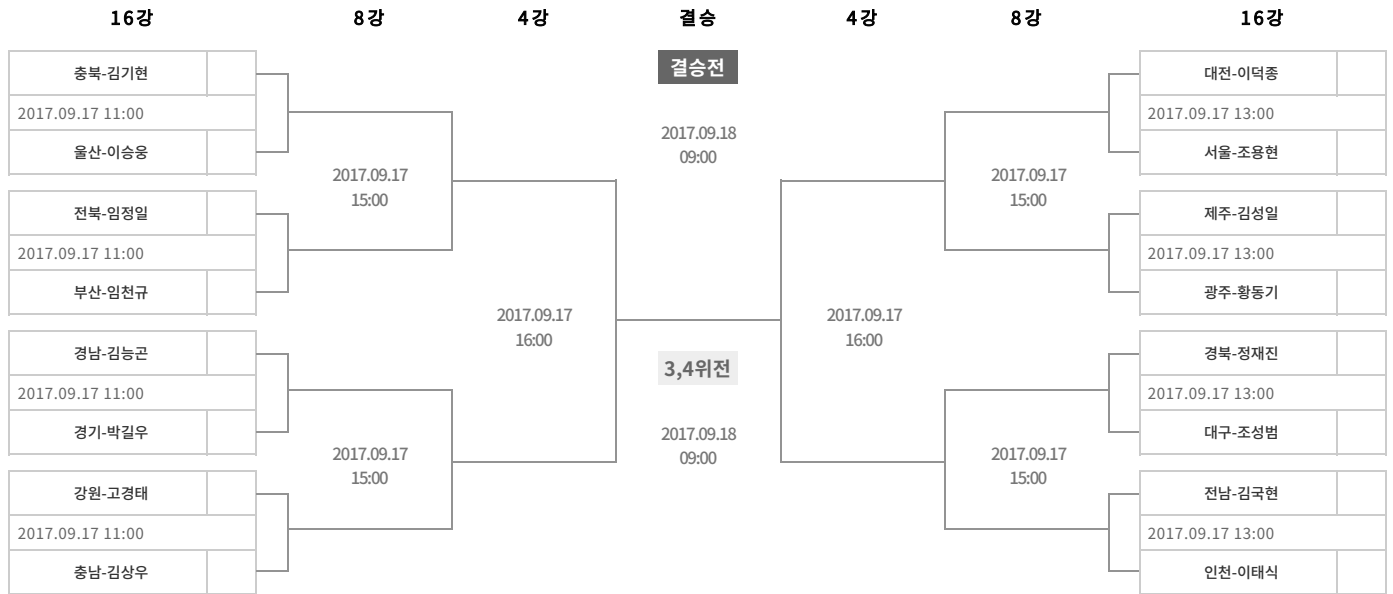 16강
8강
4강
결승
4강
8강
16강
충북-김기현
2017.09.17 11:00
울산-이승웅
전북-임정일
2017.09.17 11:00
부산-임천규
경남-김능곤
2017.09.17 11:00
경기-박길우
강원-고경태
2017.09.17 11:00
충남-김상우
2017.09.17
15:00
2017.09.17
15:00
2017.09.17
16:00
결승전
2017.09.18
09:00
3,4위전
2017.09.18
09:00
2017.09.17
16:00
2017.09.17
15:00
2017.09.17
15:00
대전-이덕종
2017.09.17 13:00
서울-조용현
제주-김성일
2017.09.17 13:00
광주-황동기
경북-정재진
2017.09.17 13:00
대구-조성범
전남-김국현
2017.09.17 13:00
인천-이태식